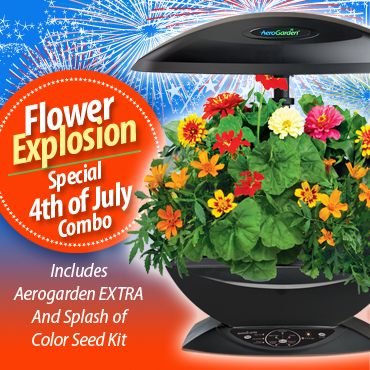 AeroGarden
Flower
Explosion
Special
4th of July
Combo
Includes
Aerogarden EXTRA
And Splash of
Color Seed Kit